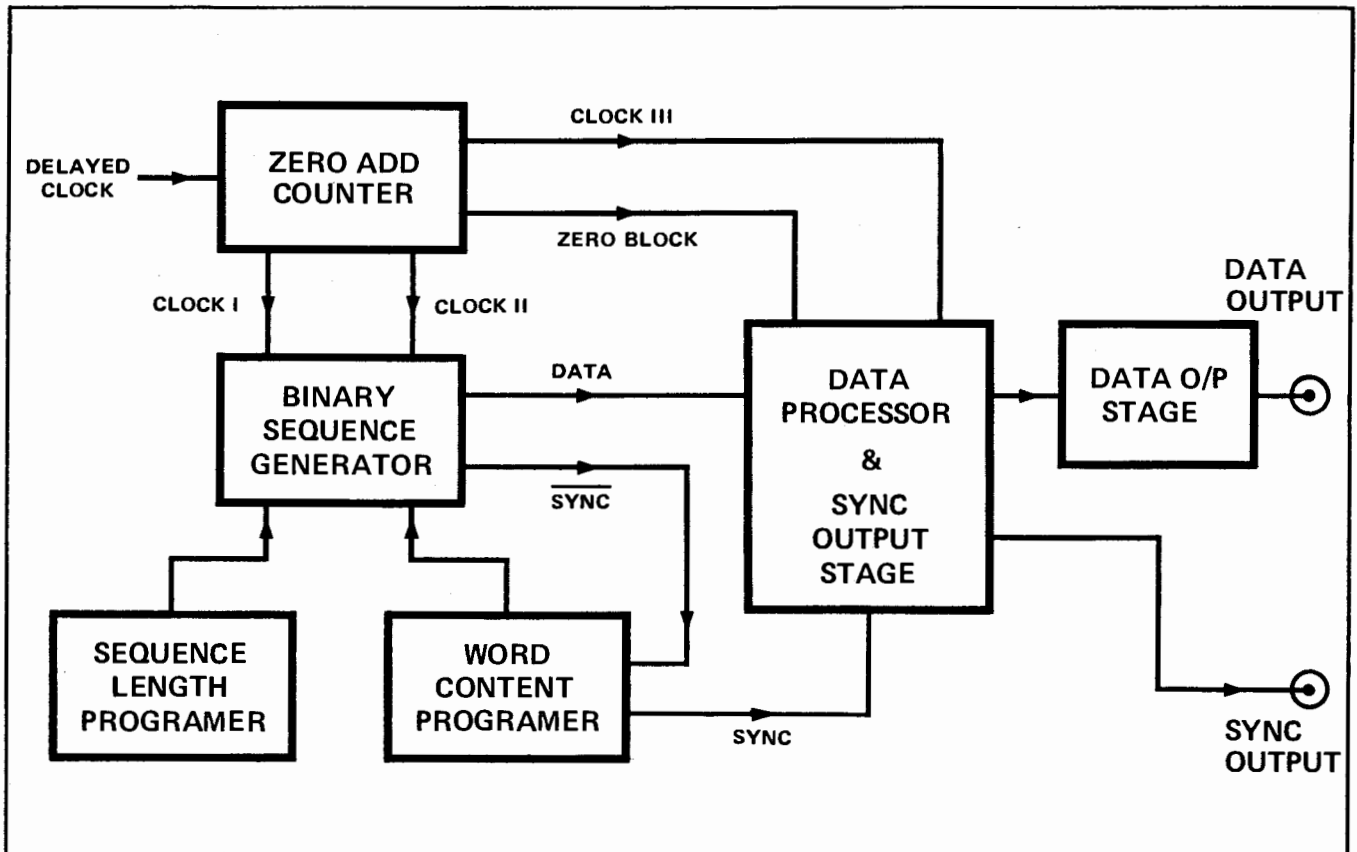 CLOCK III
DELAYED
CLOCK
ZERO ADD
COUNTER
ZERO BLOCK
CLOCK I
CLOCK II
DATA
OUTPUT
DATA
BINARY
SEQUENCE
GENERATOR
SYNC
DATA
PROCESSOR
&
SYNC
OUTPUT
STAGE
DATA O/P
STAGE
SEQUENCE
LENGTH
PROGRAMER
WORD
CONTENT
PROGRAMER
SYNC
SYNC
OUTPUT